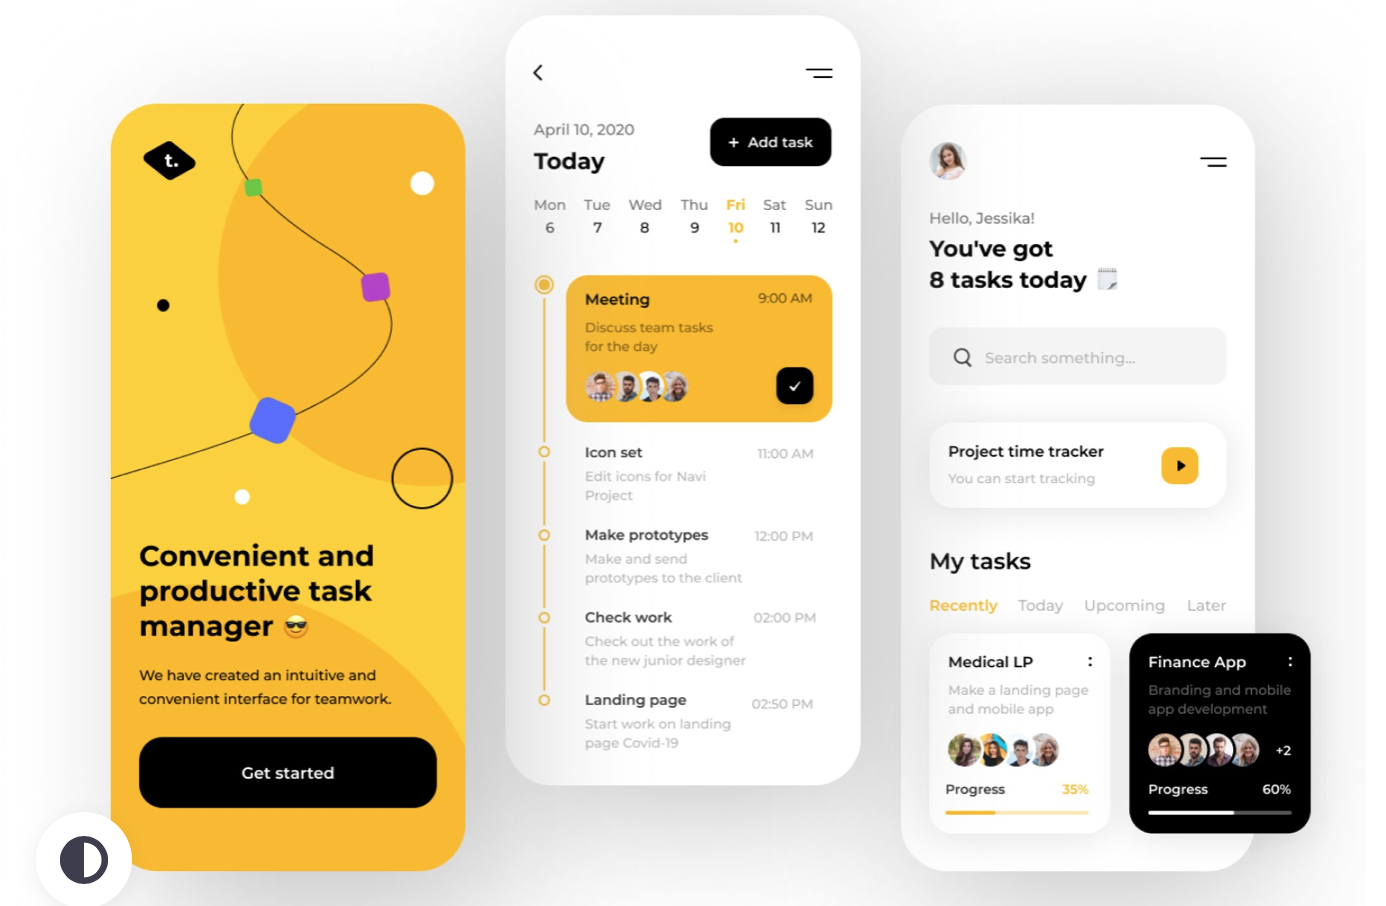 t.
Convenient and
productive task
manager 😎
We have created an intuitive and
convenient interface for teamwork.
Get started
April 10, 2020
Today
+ Add task
Mon Tue Wed Thu Fri Sat Sun
6 7 8 9 10 11 12
Meeting 9:00 AM
Discuss team tasks
for the day
Icon set 11:00 AM
Edit icons for Navi
Project
Make prototypes 12:00 PM
Make and send
prototypes to the client
Check work 02:00 PM
Check out the work of
the new junior designer
Landing page 02:50 PM
Start work on landing
page Covid-19
Hello, Jessika!
You've got
8 tasks today
Search something...
Project time tracker
You can start tracking
My tasks
Recently Today Upcoming Later
Medical LP
Make a landing page
and mobile app
Progress 35%
Finance App
Branding and mobile
app development
+2
Progress 60%